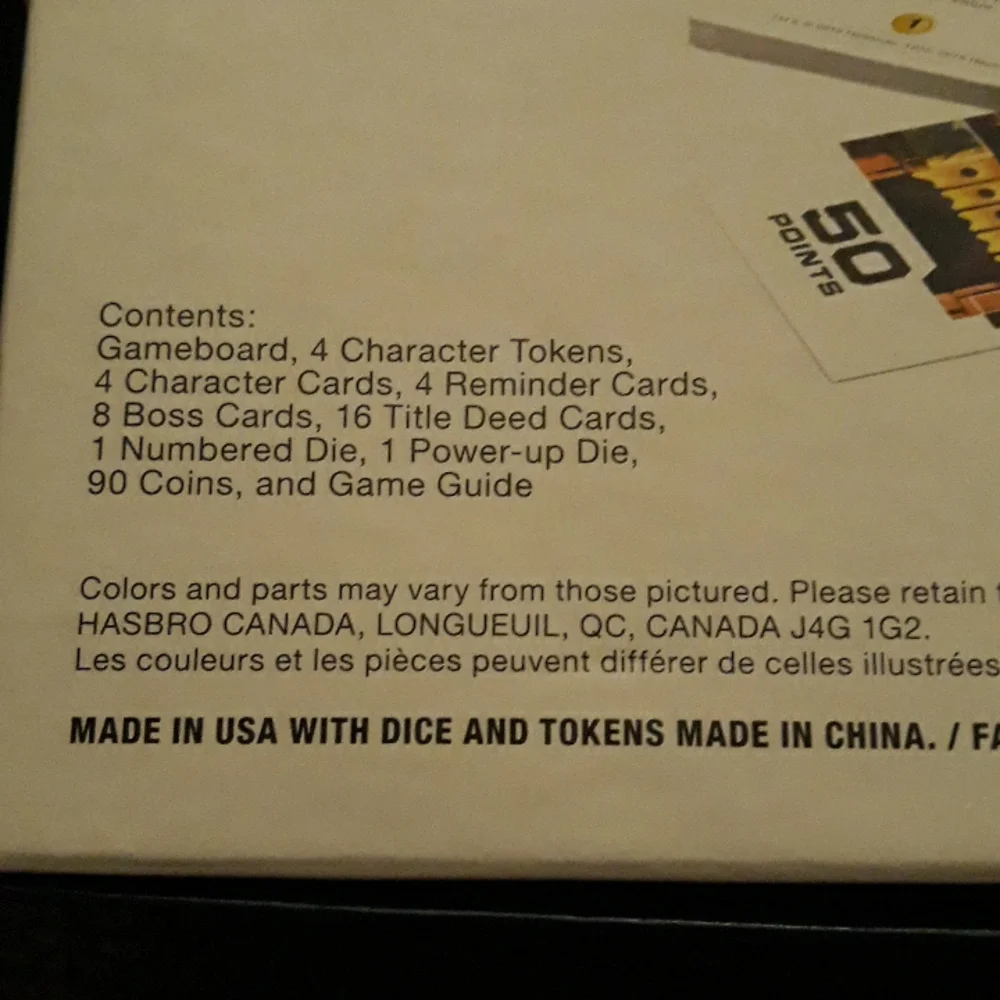 50
POINTS
Contents:
Gameboard, 4 Character Tokens,
4 Character Cards, 4 Reminder Cards,
8 Boss Cards, 16 Title Deed Cards,
1 Numbered Die, 1 Power-up Die,
90 Coins, and Game Guide
Colors and parts may vary from those pictured. Please retain
HASBRO CANADA, LONGUEUIL, QC, CANADA J4G 1G2.
Les couleurs et les pièces peuvent différer de celles illustrées
MADE IN USA WITH DICE AND TOKENS MADE IN CHINA. /